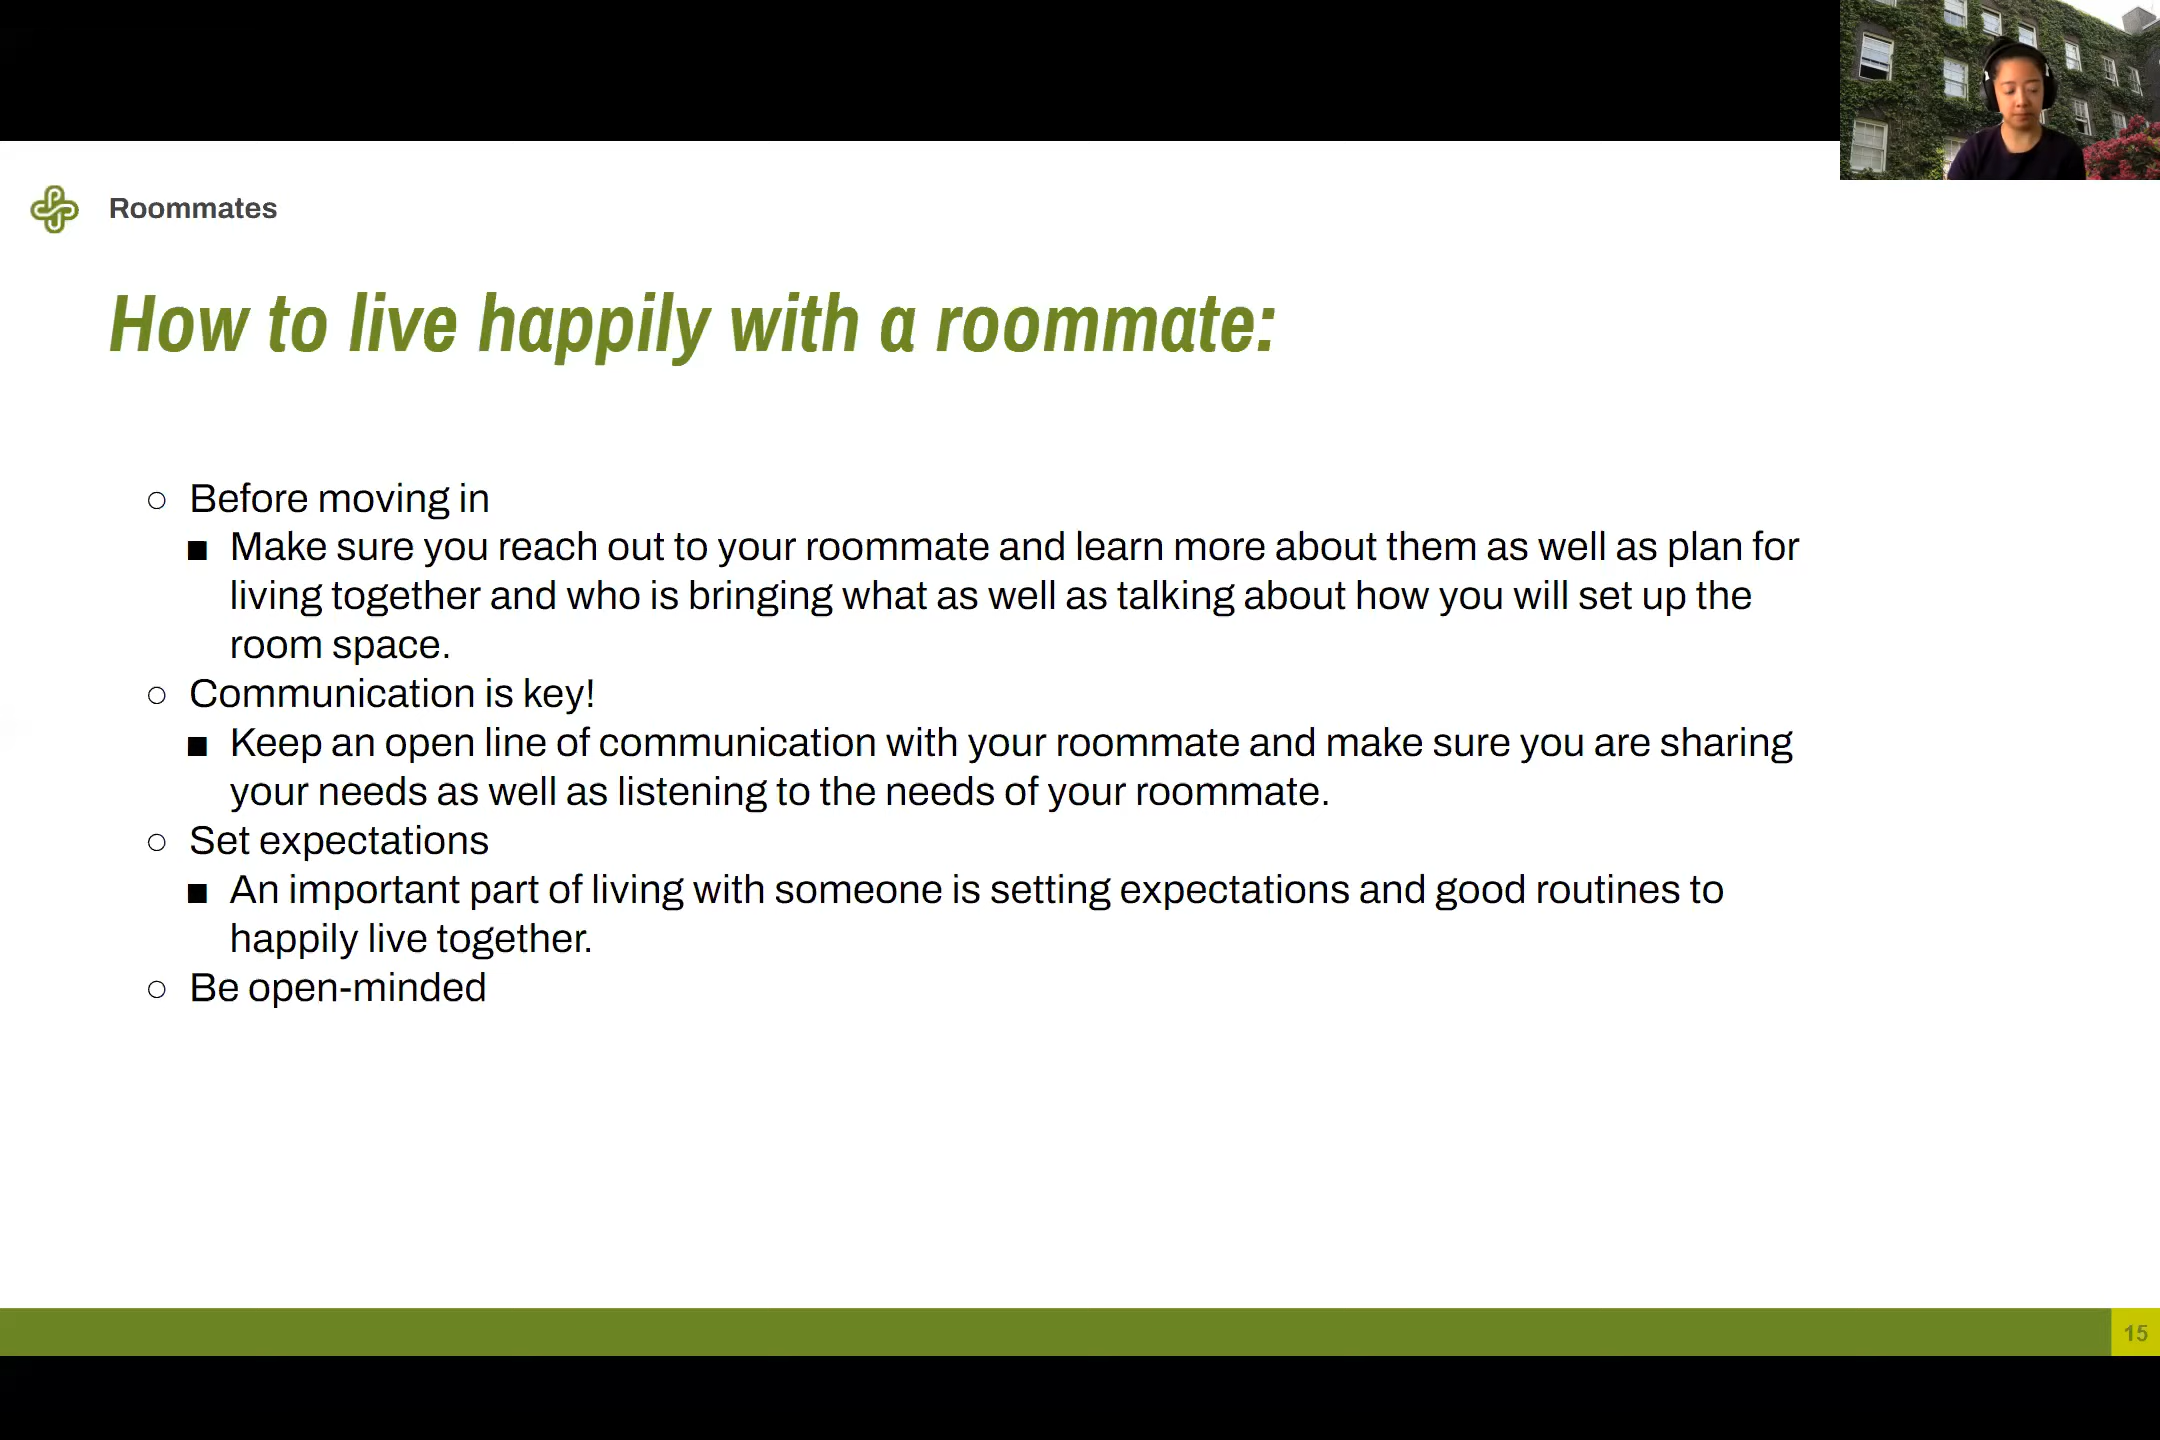 Roommates
How to live happily with a roommate:
○ Before moving in
■ Make sure you reach out to your roommate and learn more about them as well as plan for
living together and who is bringing what as well as talking about how you will set up the
room space.
○ Communication is key!
■ Keep an open line of communication with your roommate and make sure you are sharing
your needs as well as listening to the needs of your roommate.
○ Set expectations
■ An important part of living with someone is setting expectations and good routines to
happily live together.
○ Be open-minded
15